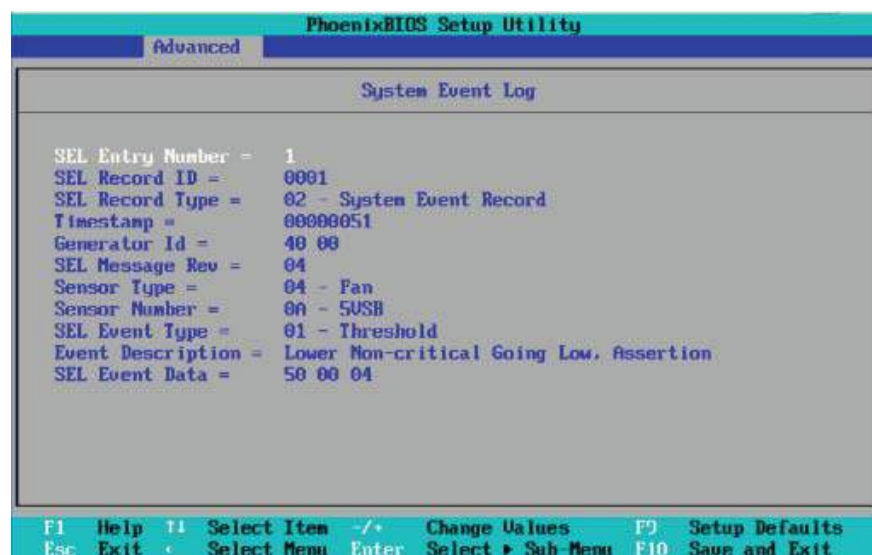 PhoenixBIOS Setup Utility
Advanced
System Event Log
SEL Entry Number = 1
SEL Record ID = 0001
SEL Record Type = 02 - System Event Record
Timestamp = 00000051
Generator Id = 40 00
SEL Message Rev = 04
Sensor Type = 04 - Fan
Sensor Number = 0A - 5VSB
SEL Event Type = 01 - Threshold
Event Description = Lower Non-critical Going Low, Assertion
SEL Event Data = 50 00 04
F1 Help ↑↓ Select Item -/+ Change Values F9 Setup Defaults
Esc Exit ‹ Select Menu Enter Select ▶ Sub-Menu F10 Save and Exit